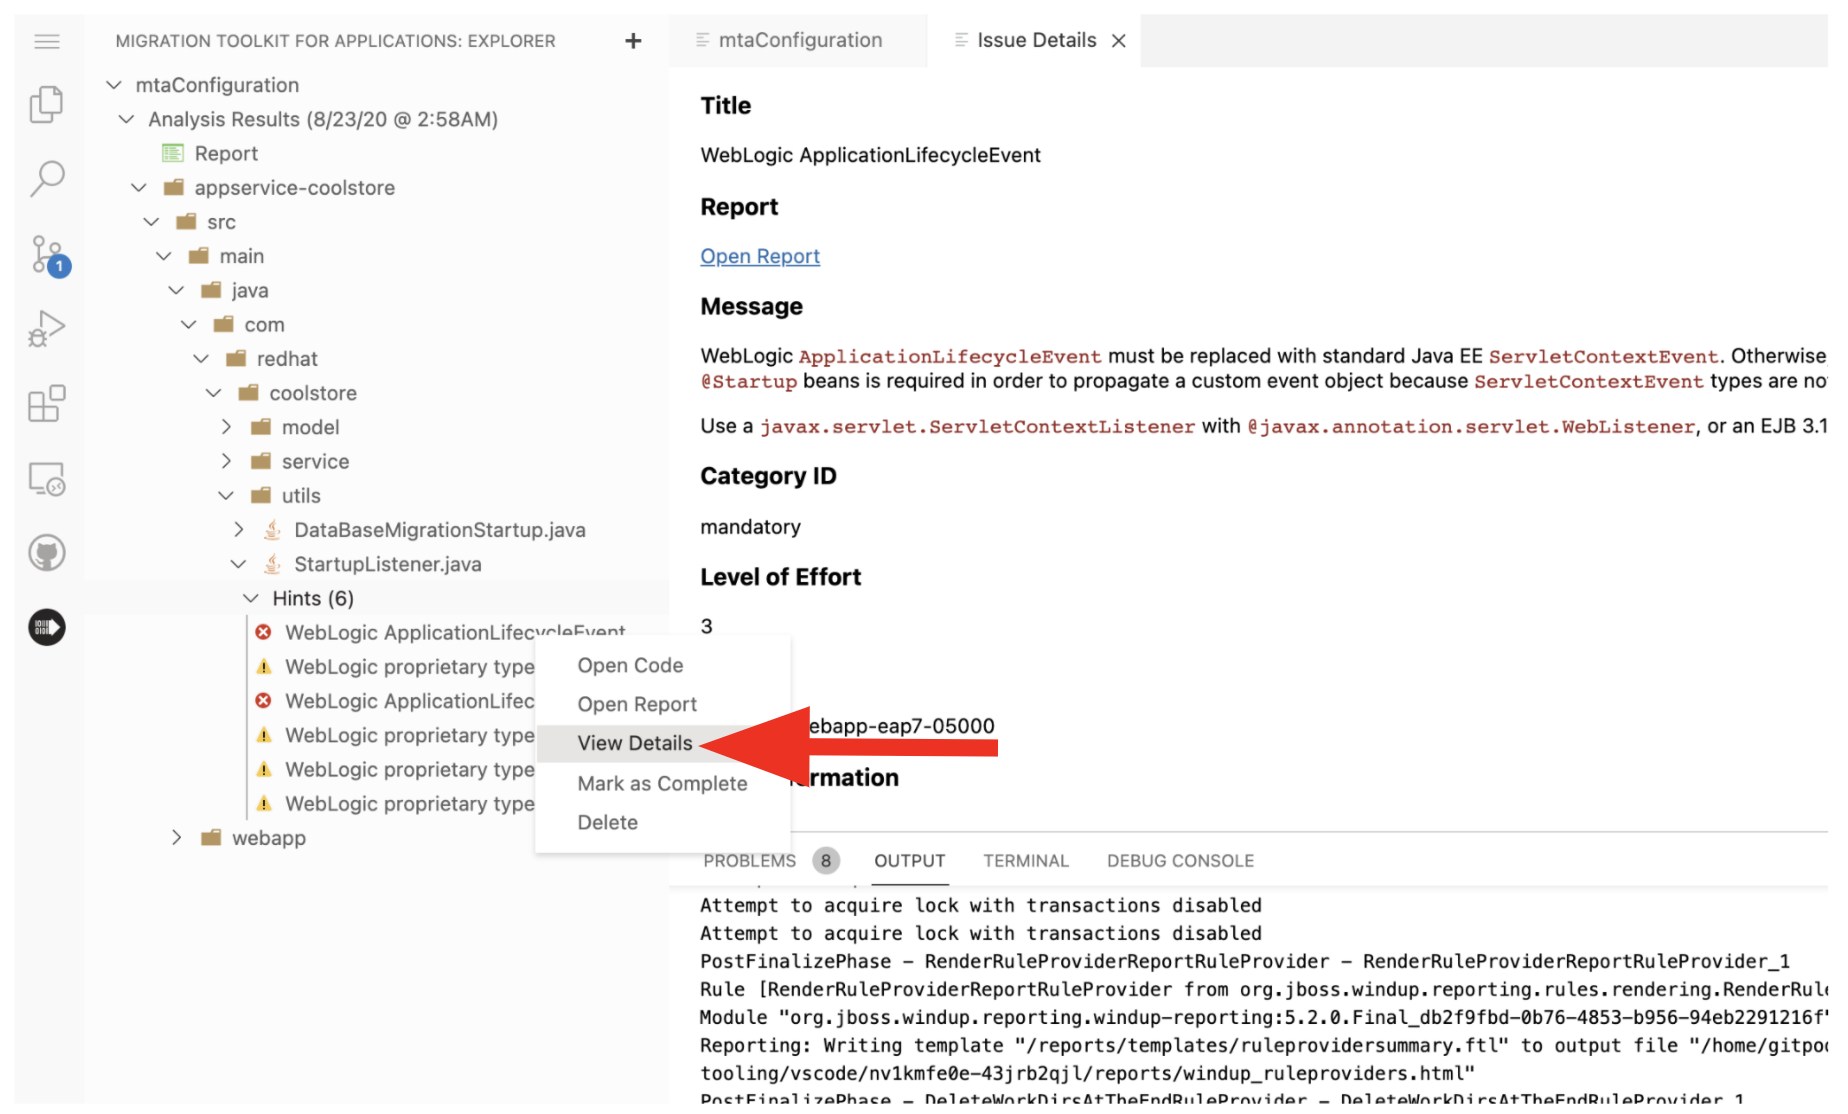 MIGRATION TOOLKIT FOR APPLICATIONS: EXPLORER
mtaConfiguration
Analysis Results (8/23/20 @ 2:58AM)
Report
appservice-coolstore
src
main
java
com
redhat
coolstore
model
service
utils
DataBaseMigrationStartup.java
StartupListener.java
Hints (6)
WebLogic ApplicationLifecycleEvent
WebLogic proprietary type
WebLogic ApplicationLifec
WebLogic proprietary type
WebLogic proprietary type
WebLogic proprietary type
webapp
1
Open Code
Open Report
View Details
Mark as Complete
Delete
mtaConfiguration
Issue Details
Title
WebLogic ApplicationLifecycleEvent
Report
Open Report
Message
WebLogic ApplicationLifecycleEvent must be replaced with standard Java EE ServletContextEvent. Otherwise,
@Startup beans is required in order to propagate a custom event object because ServletContextEvent types are no
Use a javax.servlet.ServletContextListener with @javax.annotation.servlet.WebListener, or an EJB 3.1
Category ID
mandatory
Level of Effort
3
ebapp-eap7-05000
rmation
PROBLEMS 8 OUTPUT TERMINAL DEBUG CONSOLE
Attempt to acquire lock with transactions disabled
Attempt to acquire lock with transactions disabled
PostFinalizePhase - RenderRuleProviderReportRuleProvider - RenderRuleProviderReportRuleProvider_1
Rule [RenderRuleProviderReportRuleProvider from org.jboss.windup.reporting.rules.rendering.RenderRule
Module "org.jboss.windup.reporting.windup-reporting:5.2.0.Final_db2f9fbd-0b76-4853-b956-94eb2291216f"
Reporting: Writing template "/reports/templates/ruleprovidersummary.ftl" to output file "/home/gitpod
tooling/vscode/nv1kmfe0e-43jrb2qjl/reports/windup_ruleproviders.html"
PostFinalizePhase - DeleteWorkDirsAtTheEndRuleProvider - DeleteWorkDirsAtTheEndRuleProvider_1